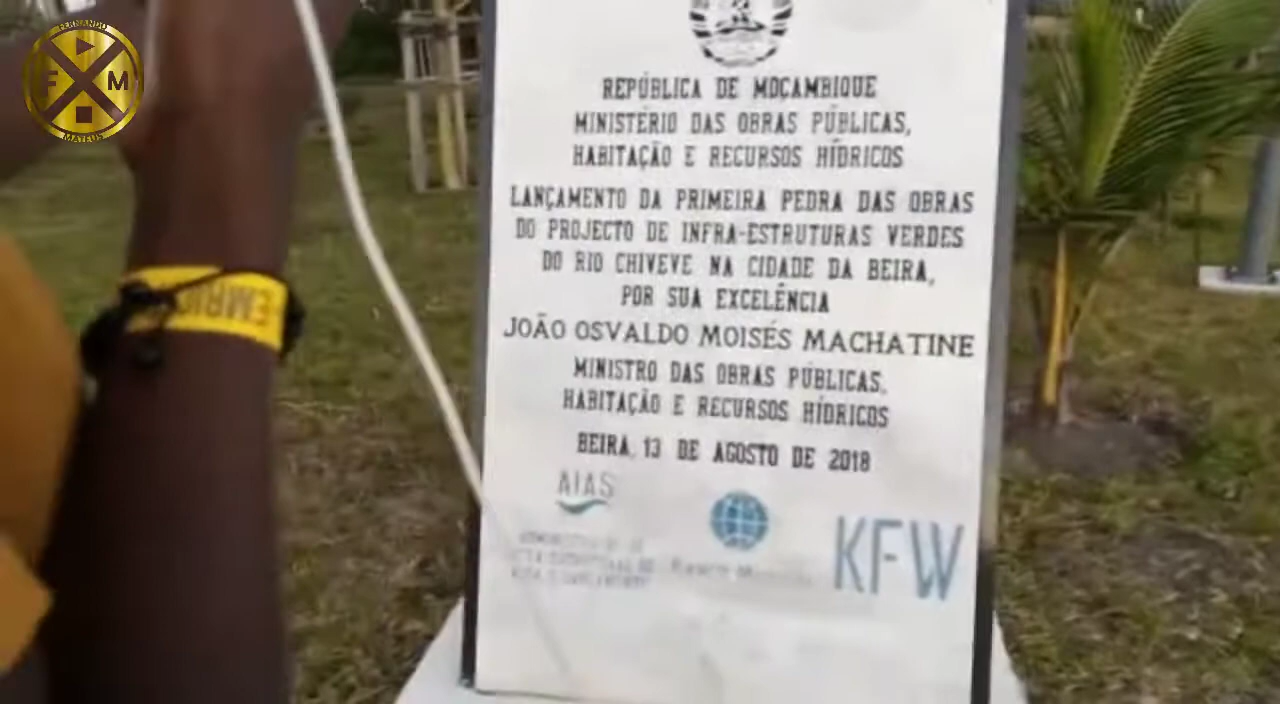 FERNANDO
F M
MATEUS
REPÚBLICA DE MOÇAMBIQUE
MINISTÉRIO DAS OBRAS PÚBLICAS,
HABITAÇÃO E RECURSOS HÍDRICOS
LANÇAMENTO DA PRIMEIRA PEDRA DAS OBRAS
DO PROJECTO DE INFRA-ESTRUTURAS VERDES
DO RIO CHIVEVE NA CIDADE DA BEIRA,
POR SUA EXCELÊNCIA
JOÃO OSVALDO MOISÉS MACHATINE
MINISTRO DAS OBRAS PÚBLICAS,
HABITAÇÃO E RECURSOS HÍDRICOS
BEIRA, 13 DE AGOSTO DE 2018
AIAS
KFW